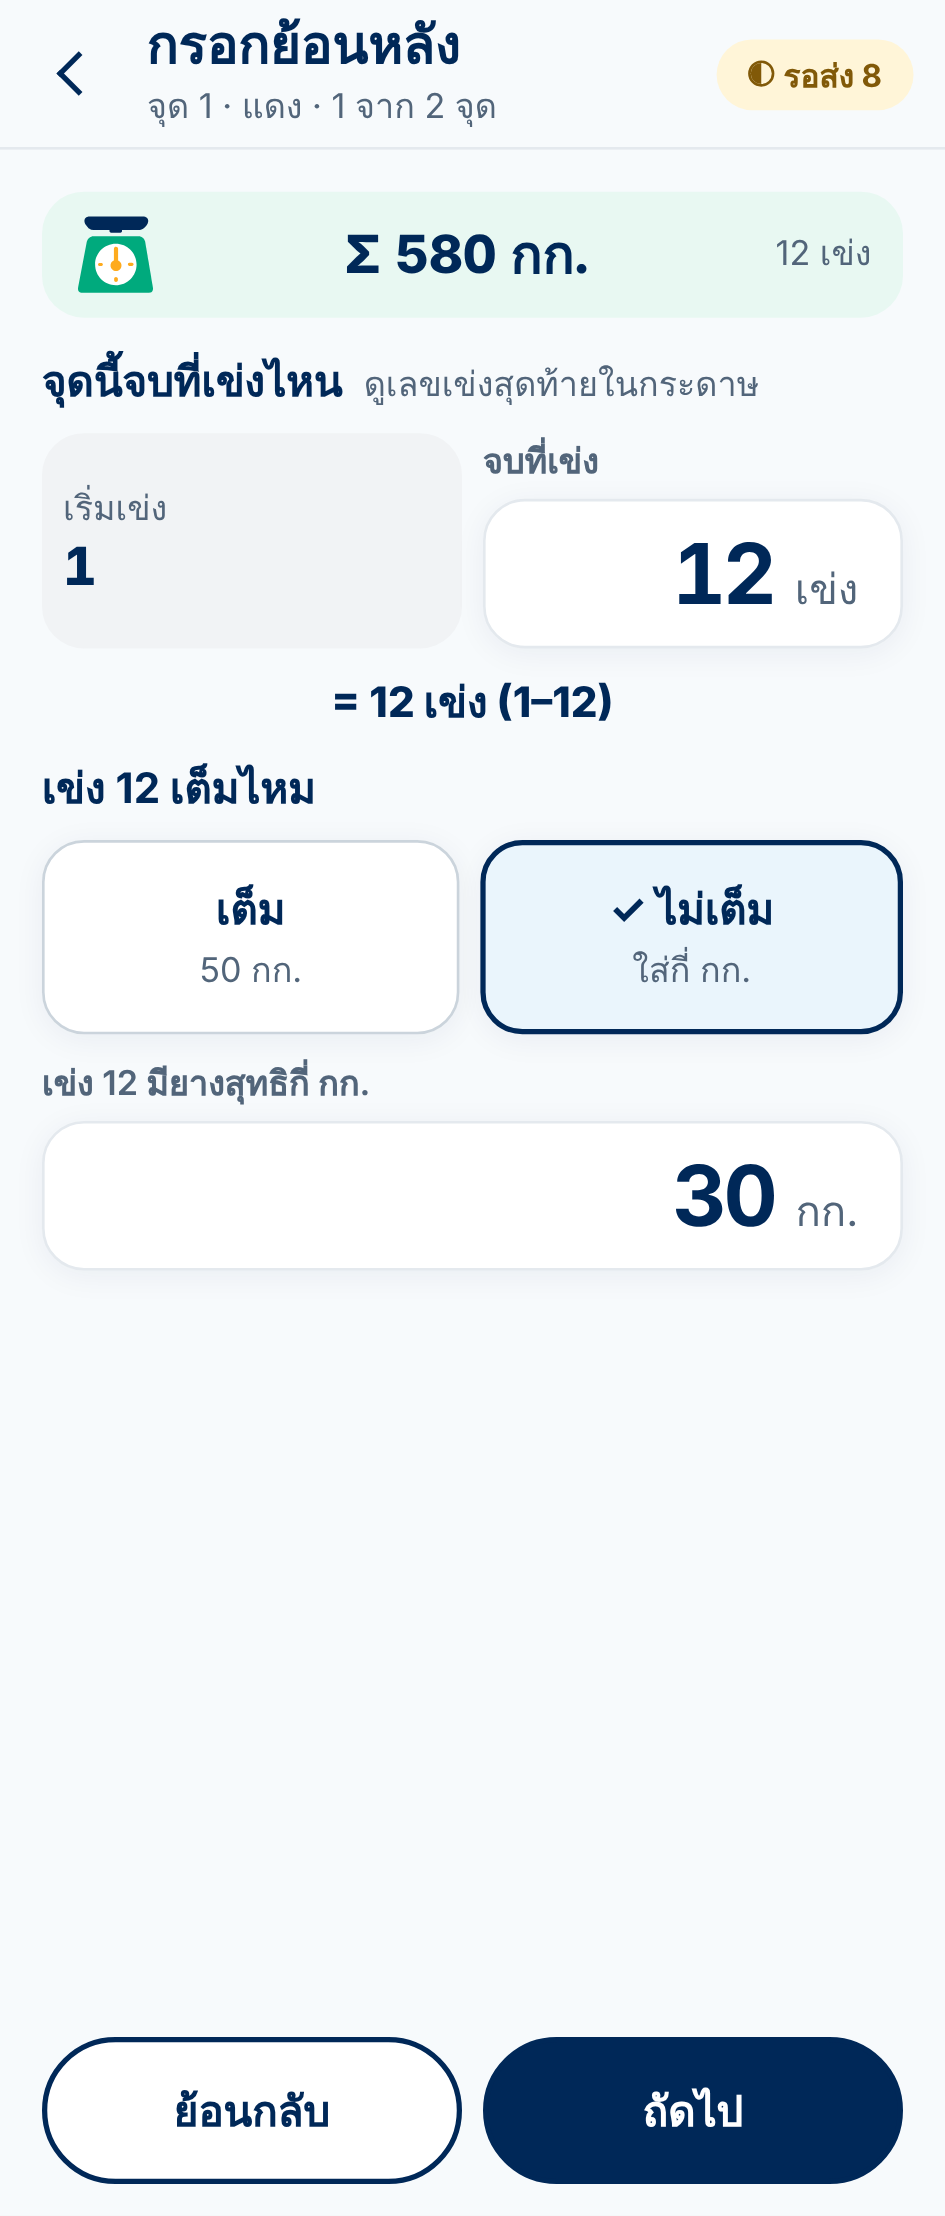 กรอกย้อนหลัง
จุด 1 · แดง · 1 จาก 2 จุด
◐ รอส่ง 8
Σ 580 กก.
12 เข่ง
จุดนี้จบที่เข่งไหน ดูเลขเข่งสุดท้ายในกระดาษ
เริ่มเข่ง
1
จบที่เข่ง
12 เข่ง
= 12 เข่ง (1–12)
เข่ง 12 เต็มไหม
เต็ม
50 กก.
✓ ไม่เต็ม
ใส่กี่ กก.
เข่ง 12 มียางสุทธิกี่ กก.
30 กก.
ย้อนกลับ
ถัดไป